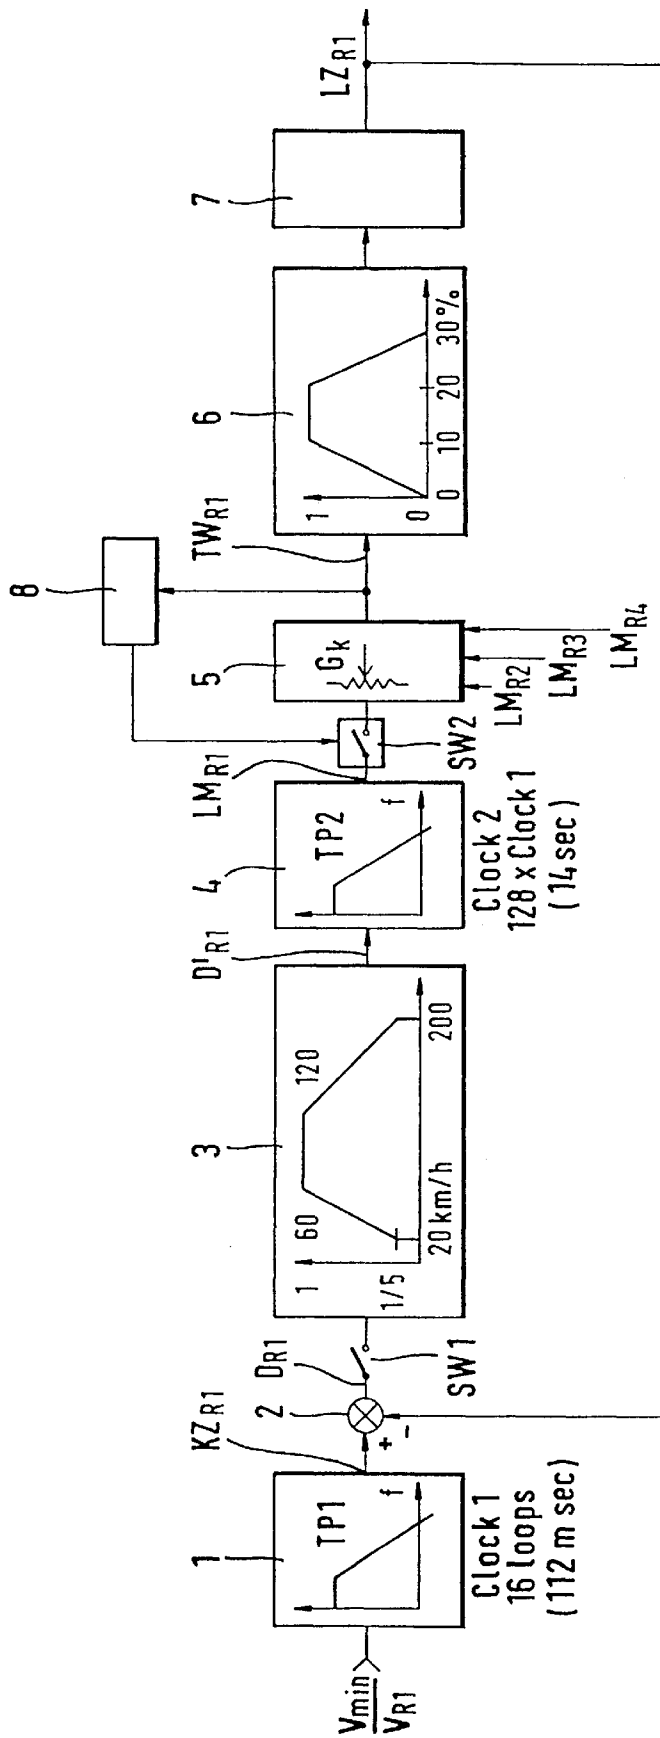 Vmin
VR1
1
TP1
f
Clock 1
16 loops
(112 m sec)
KZR1
+
-
2
DR1
SW1
3
1
1/5
60
120
20 km/h
200
D'R1
4
TP2
f
Clock 2
128 x Clock 1
(14 sec)
LMR1
SW2
8
5
Gk
LMR2
LMR3
LMR4
TWR1
6
1
0
0
10
20
30 %
7
LZR1